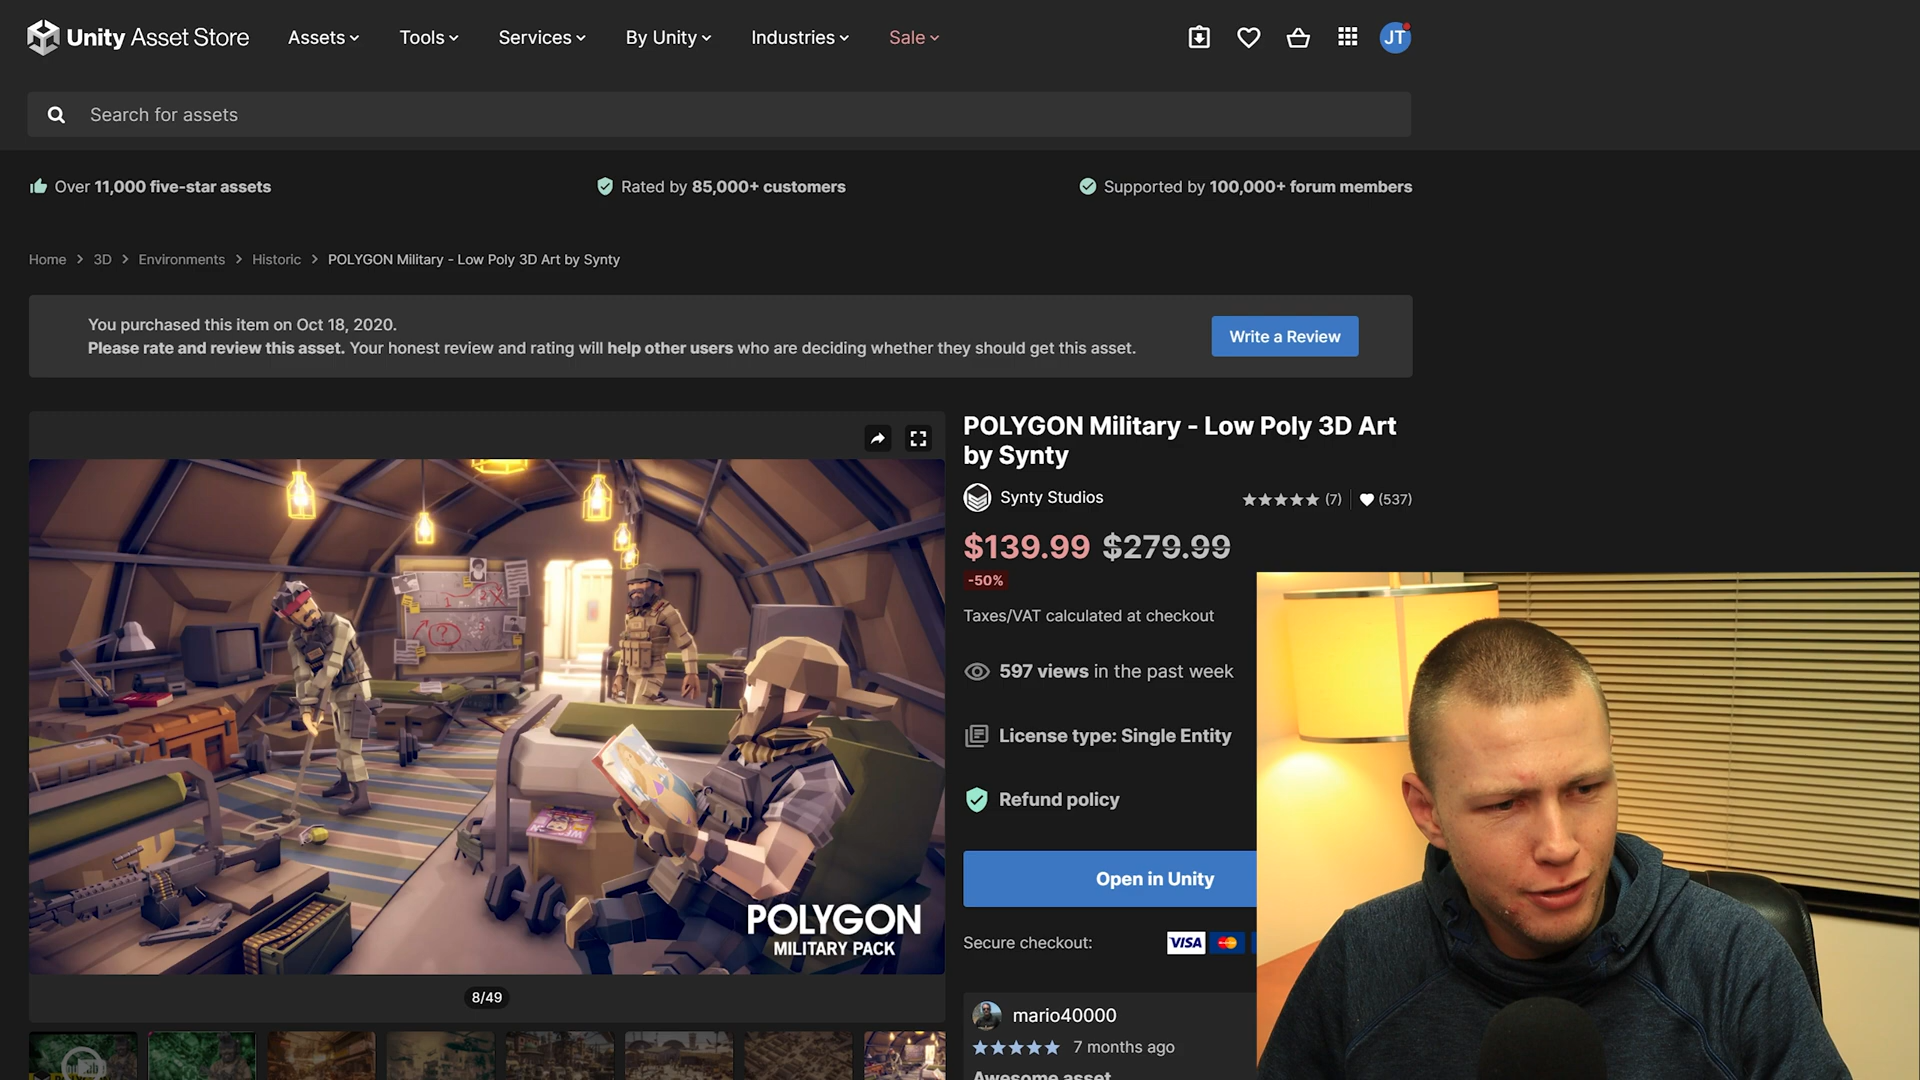 Unity Asset Store
Assets
Tools
Services
By Unity
Industries
Sale
JT
Search for assets
Over 11,000 five-star assets
Rated by 85,000+ customers
Supported by 100,000+ forum members
Home > 3D > Environments > Historic > POLYGON Military - Low Poly 3D Art by Synty
You purchased this item on Oct 18, 2020.
Please rate and review this asset. Your honest review and rating will help other users who are deciding whether they should get this asset.
Write a Review
POLYGON
MILITARY PACK
8/49
POLYGON Military - Low Poly 3D Art
by Synty
Synty Studios
(7)
(537)
$139.99 $279.99
-50%
Taxes/VAT calculated at checkout
597 views in the past week
License type: Single Entity
Refund policy
Open in Unity
Secure checkout:
VISA
mario40000
7 months ago
Awesome asset